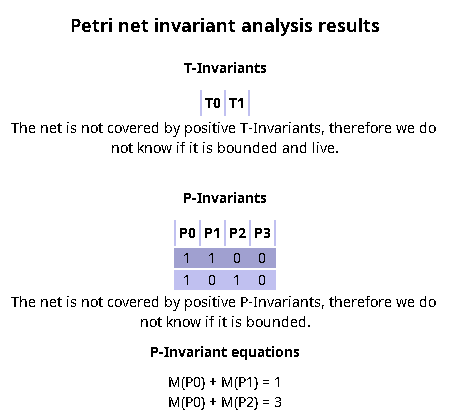 Petri net invariant analysis results
T-Invariants
T0 T1
The net is not covered by positive T-Invariants, therefore we do
not know if it is bounded and live.
P-Invariants
P0 P1 P2 P3
1 1 0 0
1 0 1 0
The net is not covered by positive P-Invariants, therefore we do
not know if it is bounded.
P-Invariant equations
M(P0) + M(P1) = 1
M(P0) + M(P2) = 3